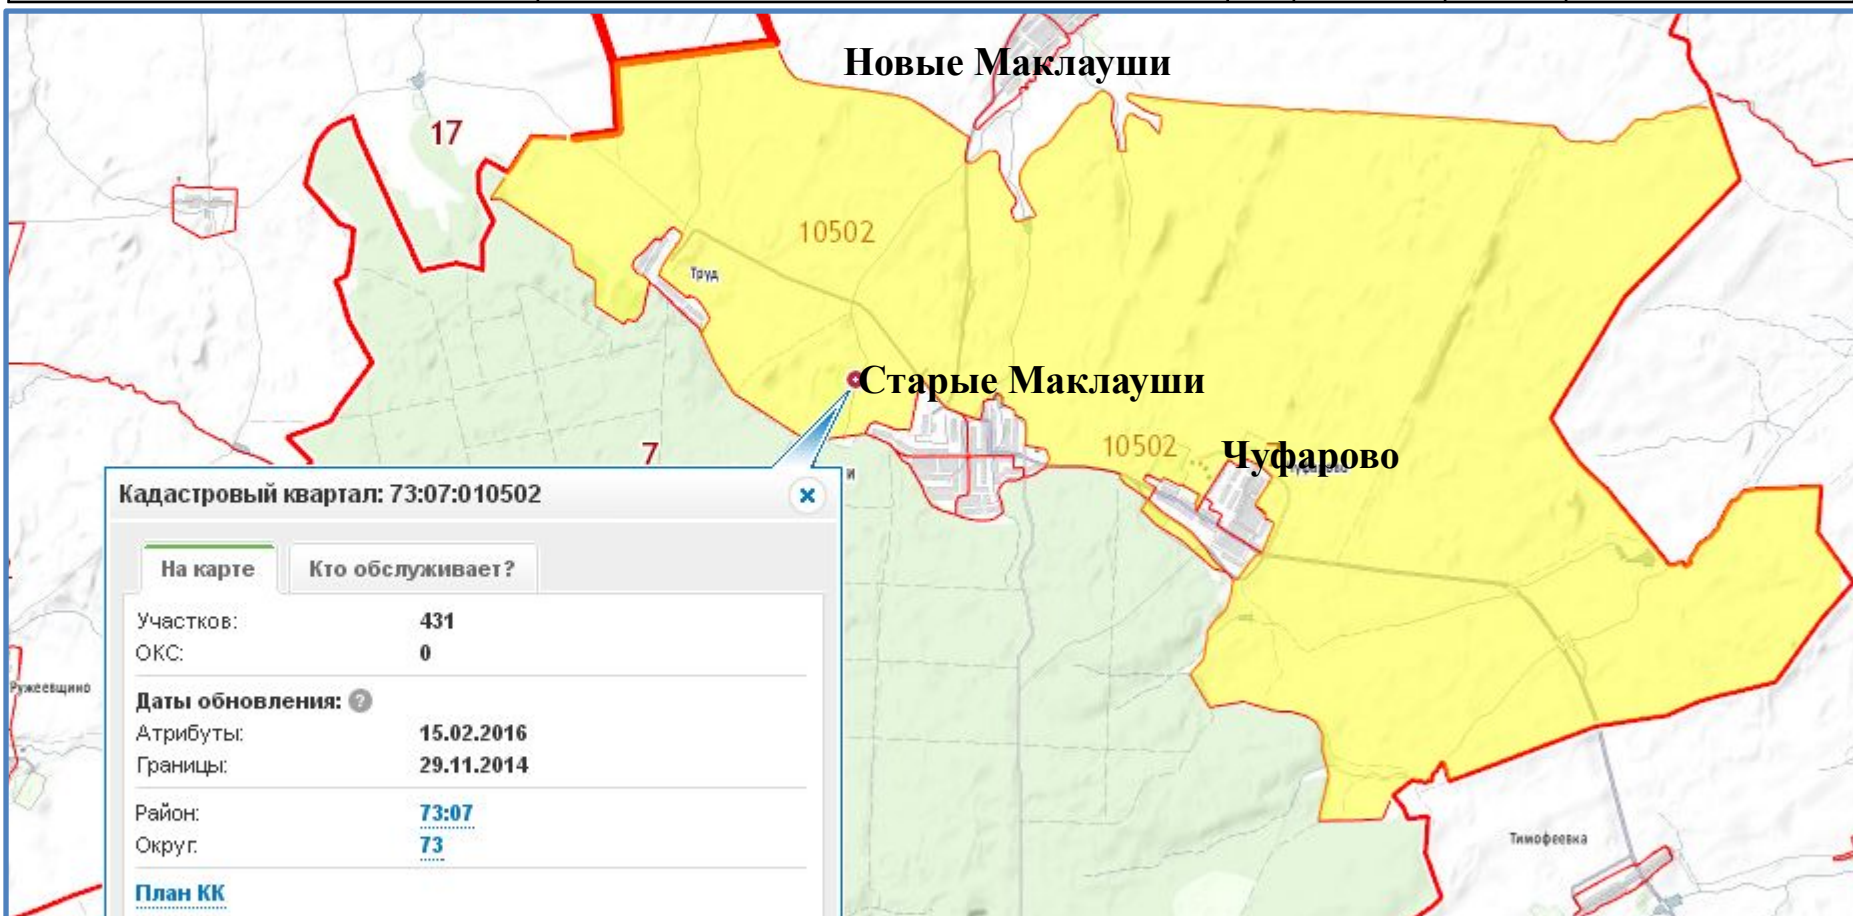 Новые Маклауши
17
10502
Труд
Старые Маклауши
7
10502
Чуфарово
Кадастровый квартал: 73:07:010502
На карте
Кто обслуживает?
Участков: 431
ОКС: 0
Даты обновления: ?
Атрибуты: 15.02.2016
Границы: 29.11.2014
Ружеевщино
Район: 73:07
Округ: 73
Тимофеевка
План КК